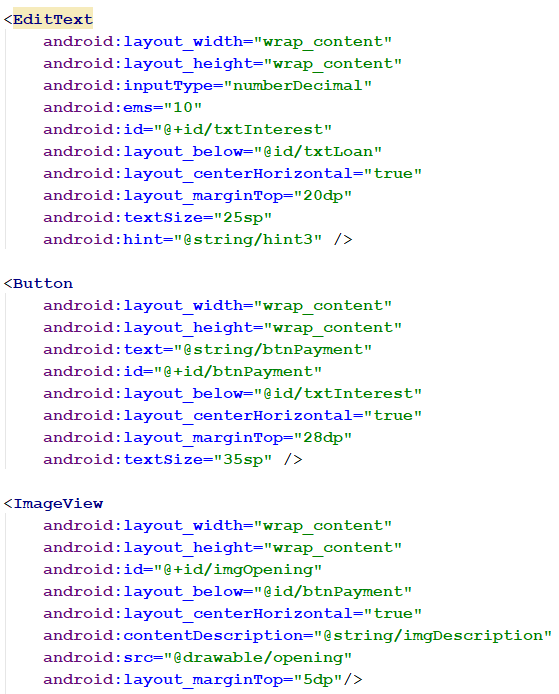 <EditText
android:layout_width="wrap_content"
android:layout_height="wrap_content"
android:inputType="numberDecimal"
android:ems="10"
android:id="@+id/txtInterest"
android:layout_below="@id/txtLoan"
android:layout_centerHorizontal="true"
android:layout_marginTop="20dp"
android:textSize="25sp"
android:hint="@string/hint3" />
<Button
android:layout_width="wrap_content"
android:layout_height="wrap_content"
android:text="@string/btnPayment"
android:id="@+id/btnPayment"
android:layout_below="@id/txtInterest"
android:layout_centerHorizontal="true"
android:layout_marginTop="28dp"
android:textSize="35sp" />
<ImageView
android:layout_width="wrap_content"
android:layout_height="wrap_content"
android:id="@+id/imgOpening"
android:layout_below="@id/btnPayment"
android:layout_centerHorizontal="true"
android:contentDescription="@string/imgDescription"
android:src="@drawable/opening"
android:layout_marginTop="5dp"/>